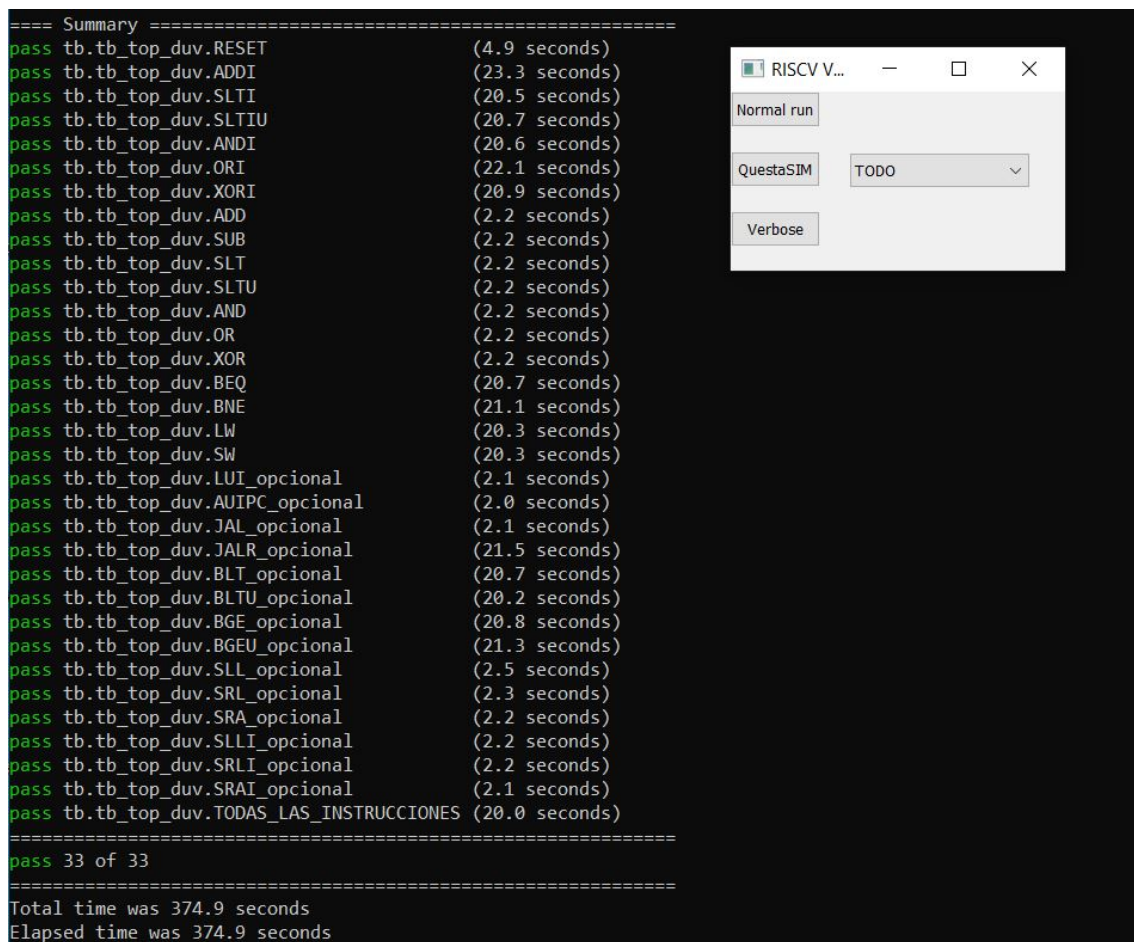 ==== Summary =================================================
pass tb.tb_top_duv.RESET (4.9 seconds)
pass tb.tb_top_duv.ADDI (23.3 seconds)
pass tb.tb_top_duv.SLTI (20.5 seconds)
pass tb.tb_top_duv.SLTIU (20.7 seconds)
pass tb.tb_top_duv.ANDI (20.6 seconds)
pass tb.tb_top_duv.ORI (22.1 seconds)
pass tb.tb_top_duv.XORI (20.9 seconds)
pass tb.tb_top_duv.ADD (2.2 seconds)
pass tb.tb_top_duv.SUB (2.2 seconds)
pass tb.tb_top_duv.SLT (2.2 seconds)
pass tb.tb_top_duv.SLTU (2.2 seconds)
pass tb.tb_top_duv.AND (2.2 seconds)
pass tb.tb_top_duv.OR (2.2 seconds)
pass tb.tb_top_duv.XOR (2.2 seconds)
pass tb.tb_top_duv.BEQ (20.7 seconds)
pass tb.tb_top_duv.BNE (21.1 seconds)
pass tb.tb_top_duv.LW (20.3 seconds)
pass tb.tb_top_duv.SW (20.3 seconds)
pass tb.tb_top_duv.LUI_opcional (2.1 seconds)
pass tb.tb_top_duv.AUIPC_opcional (2.0 seconds)
pass tb.tb_top_duv.JAL_opcional (2.1 seconds)
pass tb.tb_top_duv.JALR_opcional (21.5 seconds)
pass tb.tb_top_duv.BLT_opcional (20.7 seconds)
pass tb.tb_top_duv.BLTU_opcional (20.2 seconds)
pass tb.tb_top_duv.BGE_opcional (20.8 seconds)
pass tb.tb_top_duv.BGEU_opcional (21.3 seconds)
pass tb.tb_top_duv.SLL_opcional (2.5 seconds)
pass tb.tb_top_duv.SRL_opcional (2.3 seconds)
pass tb.tb_top_duv.SRA_opcional (2.2 seconds)
pass tb.tb_top_duv.SLLI_opcional (2.2 seconds)
pass tb.tb_top_duv.SRLI_opcional (2.2 seconds)
pass tb.tb_top_duv.SRAI_opcional (2.1 seconds)
pass tb.tb_top_duv.TODAS_LAS_INSTRUCCIONES (20.0 seconds)
==============================================================
pass 33 of 33
==============================================================
Total time was 374.9 seconds
Elapsed time was 374.9 seconds
RISCV V...
Normal run
QuestaSIM TODO
Verbose